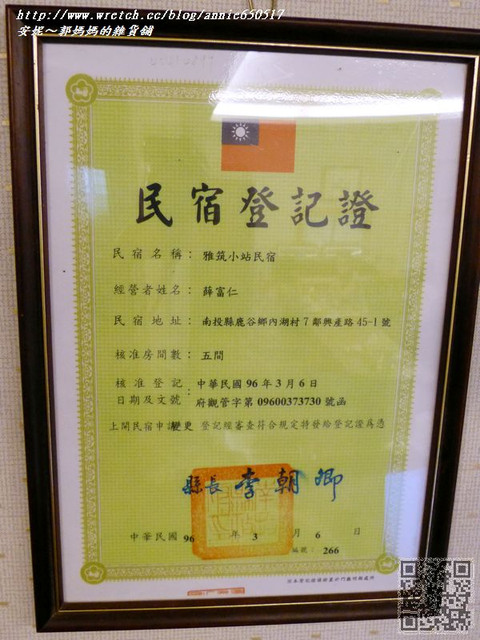 http://www.wretch.cc/blog/annie650517
安妮～郭媽媽的雜貨舖
民宿登記證
民宿名稱：雅筑小站民宿
經營者姓名：薛富仁
民宿地址：南投縣鹿谷鄉內湖村7鄰興產路45-1號
核准房間數：五間
核准登記日期及文號：中華民國96年3月6日
府觀管字第09600373730號函
上開民宿申請變更 登記經審查符合規定特發給登記證為憑
縣長 李朝卿
中華民國 96 年 3 月 6 日
編號：266